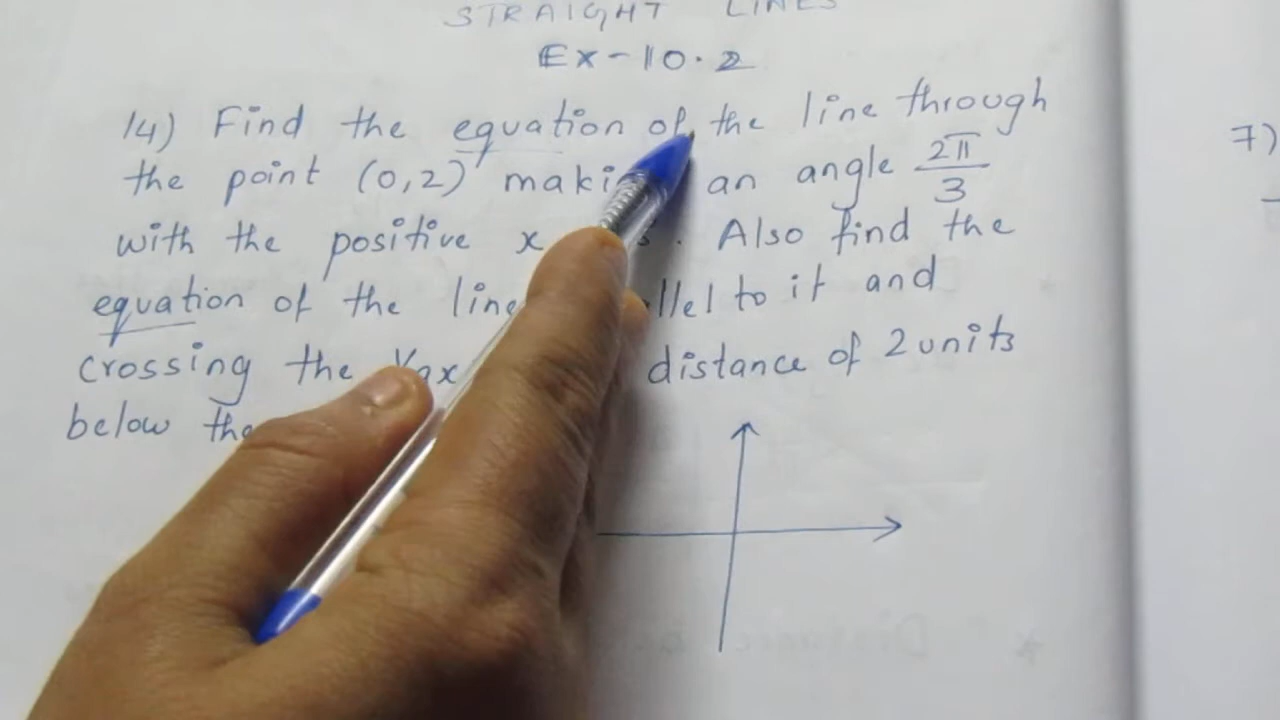 STRAIGHT LINES
Ex-10.2
14) Find the equation of the line through
the point (0,2) making an angle 2π/3
with the positive x . Also find the
equation of the line to it and
crossing the distance of 2 units
below the
7)